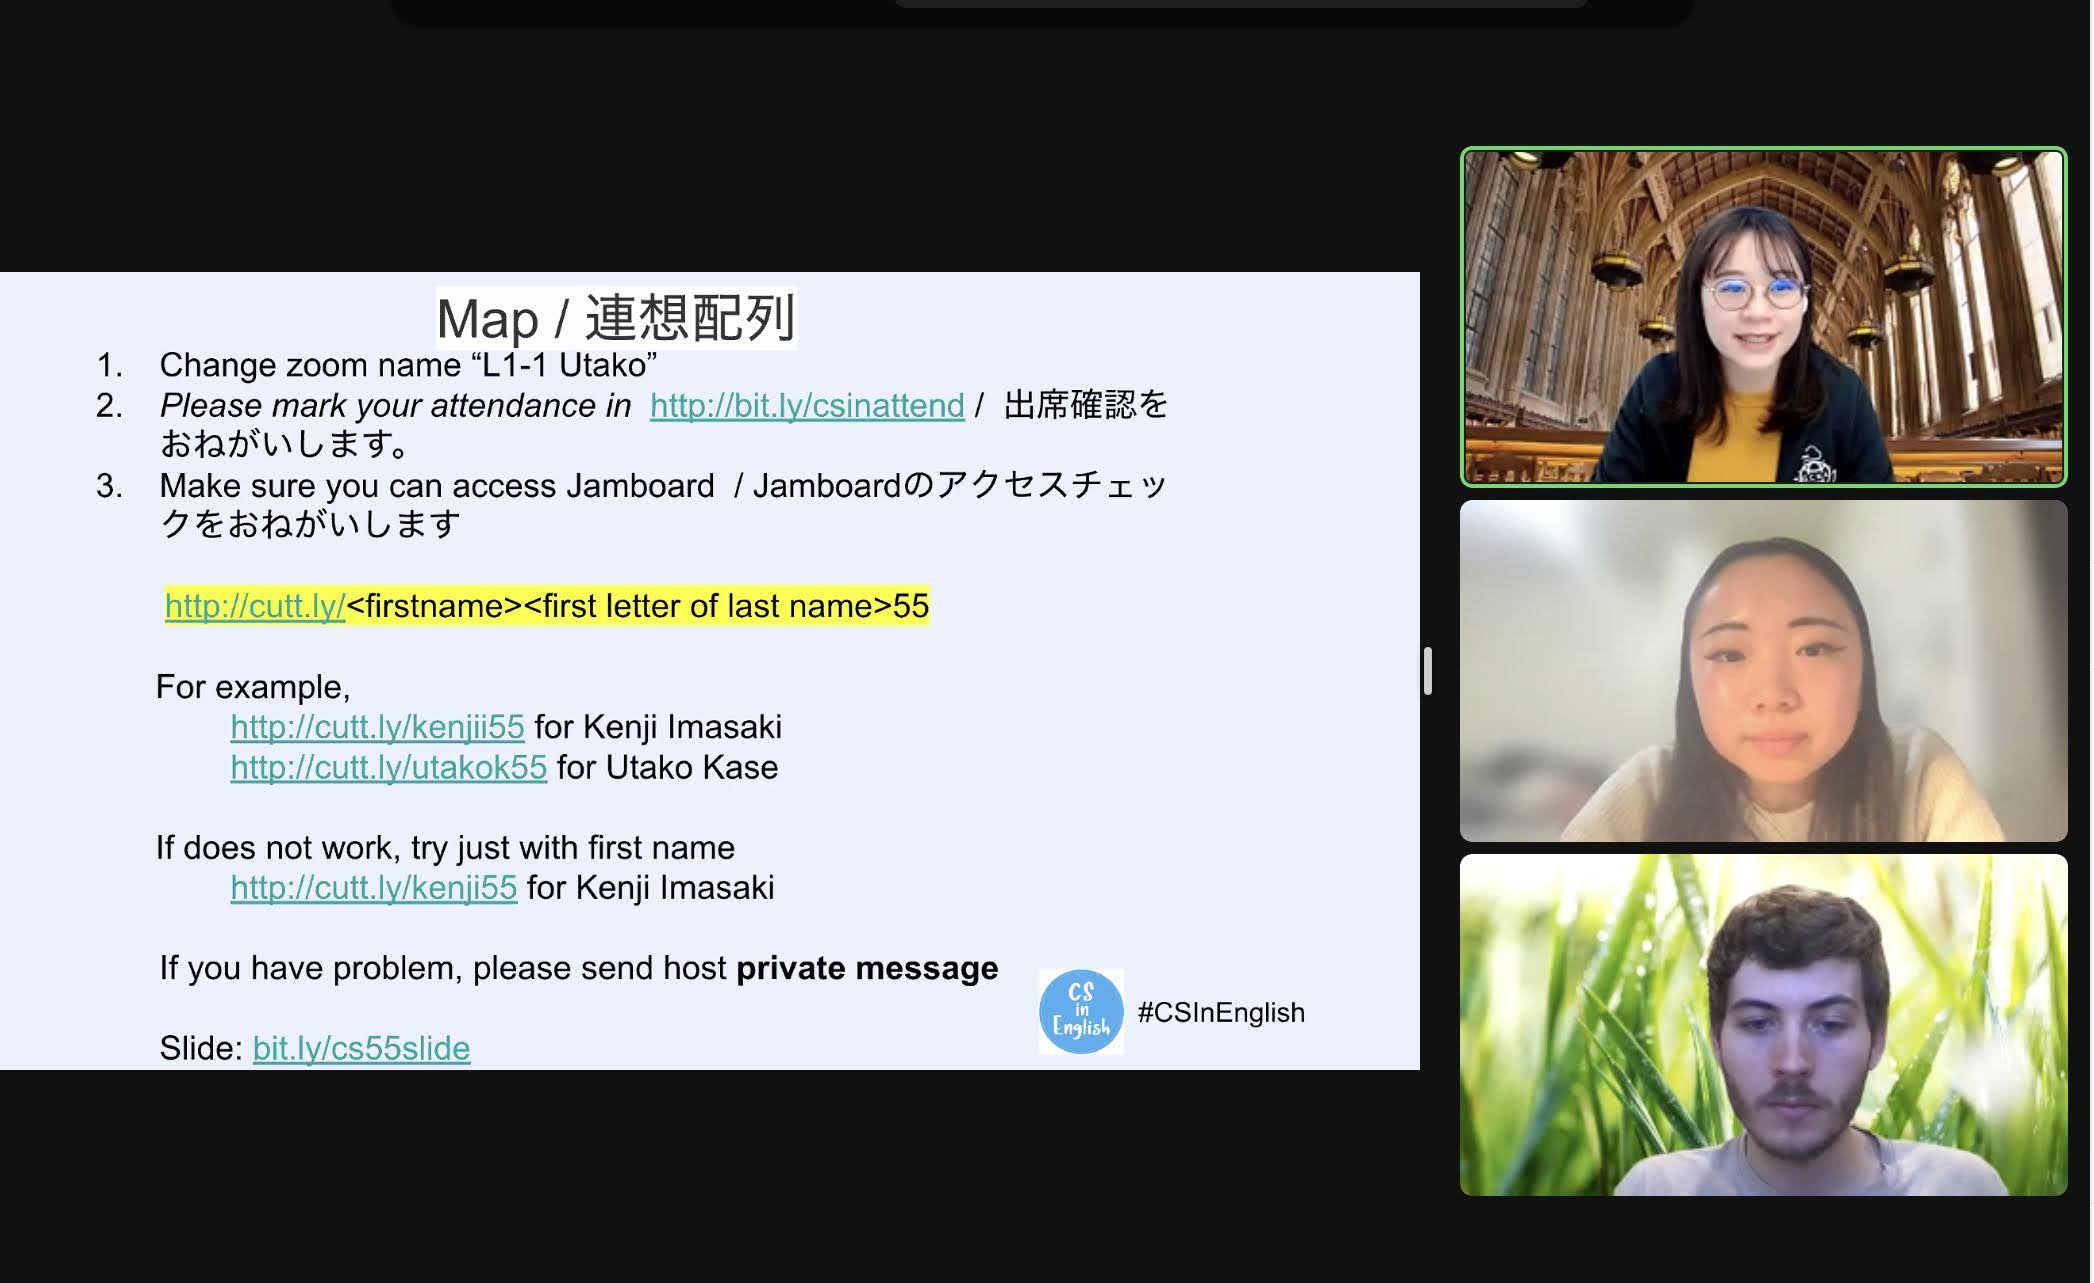 Map / 連想配列
1. Change zoom name “L1-1 Utako”
2. Please mark your attendance in http://bit.ly/csinattend / 出席確認を
おねがいします。
3. Make sure you can access Jamboard / Jamboardのアクセスチェッ
クをおねがいします
http://cutt.ly/<firstname><first letter of last name>55
For example,
http://cutt.ly/kenjii55 for Kenji Imasaki
http://cutt.ly/utakok55 for Utako Kase
If does not work, try just with first name
http://cutt.ly/kenji55 for Kenji Imasaki
If you have problem, please send host private message
CS
in
English
#CSInEnglish
Slide: bit.ly/cs55slide